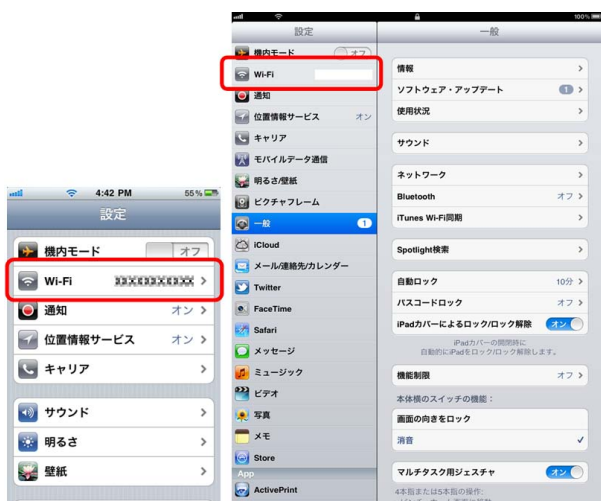 4:42 PM
55%
設定
機内モード
オフ
Wi-Fi
通知
オン
位置情報サービス
オン
キャリア
サウンド
明るさ
壁紙
100%
設定
機内モード
オフ
Wi-Fi
通知
位置情報サービス
オン
キャリア
モバイルデータ通信
明るさ/壁紙
ピクチャフレーム
一般
1
iCloud
メール/連絡先/カレンダー
Twitter
FaceTime
Safari
メッセージ
ミュージック
ビデオ
写真
メモ
Store
App
ActivePrint
一般
情報
ソフトウェア・アップデート
1
使用状況
サウンド
ネットワーク
Bluetooth
オフ
iTunes Wi-Fi同期
Spotlight検索
自動ロック
10分
パスコードロック
オフ
iPadカバーによるロック/ロック解除
オン
iPadカバーの開閉時に
自動的にiPadをロック/ロック解除します。
機能制限
オフ
本体横のスイッチの機能：
画面の向きをロック
消音
マルチタスク用ジェスチャ
オン
4本指または5本指の操作: